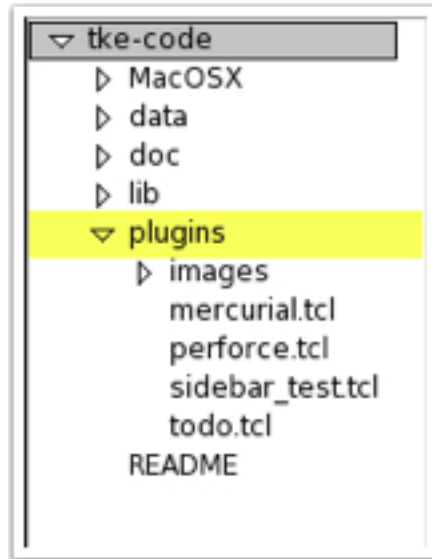 tke-code
MacOSX
data
doc
lib
plugins
images
mercurial.tcl
perforce.tcl
sidebar_test.tcl
todo.tcl
README